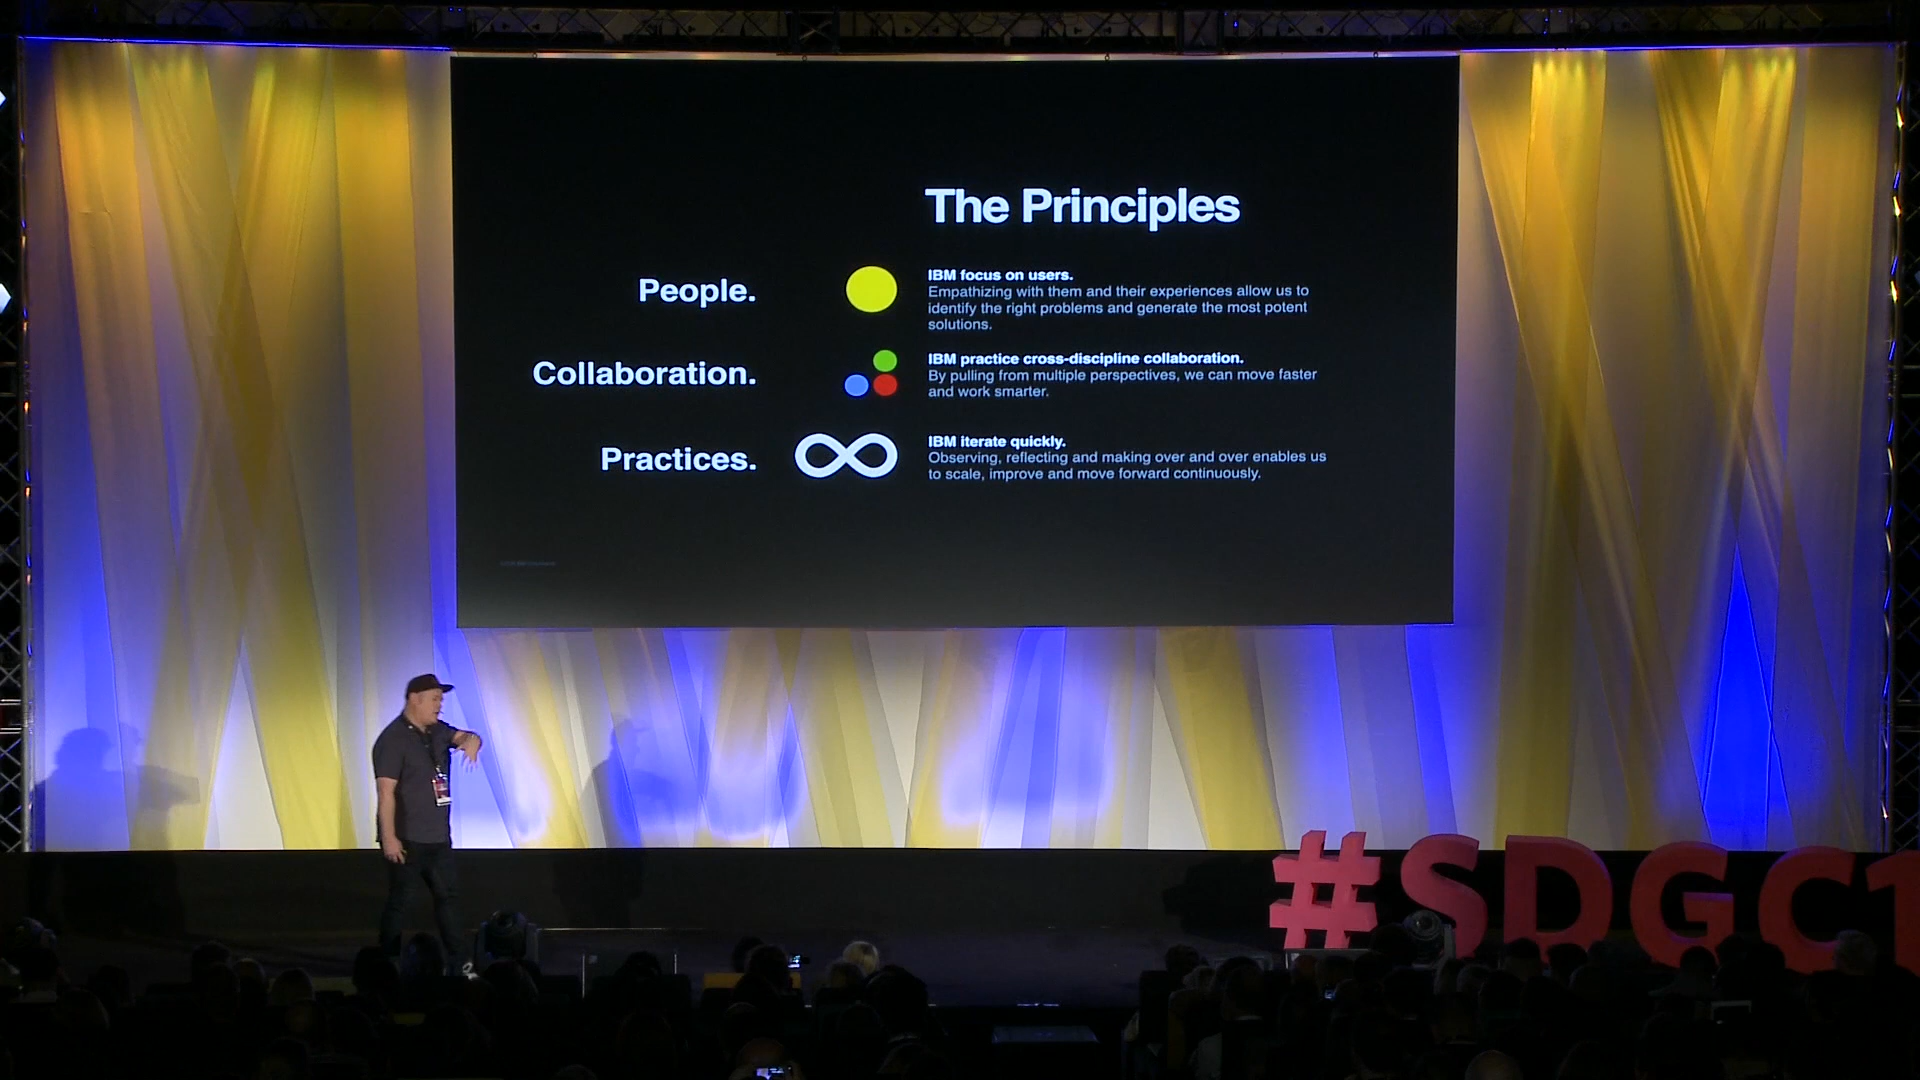 The Principles
People.
IBM focus on users.
Empathizing with them and their experiences allow us to
identify the right problems and generate the most potent
solutions.
Collaboration.
IBM practice cross-discipline collaboration.
By pulling from multiple perspectives, we can move faster
and work smarter.
Practices.
IBM iterate quickly.
Observing, reflecting and making over and over enables us
to scale, improve and move forward continuously.
#SDGC1